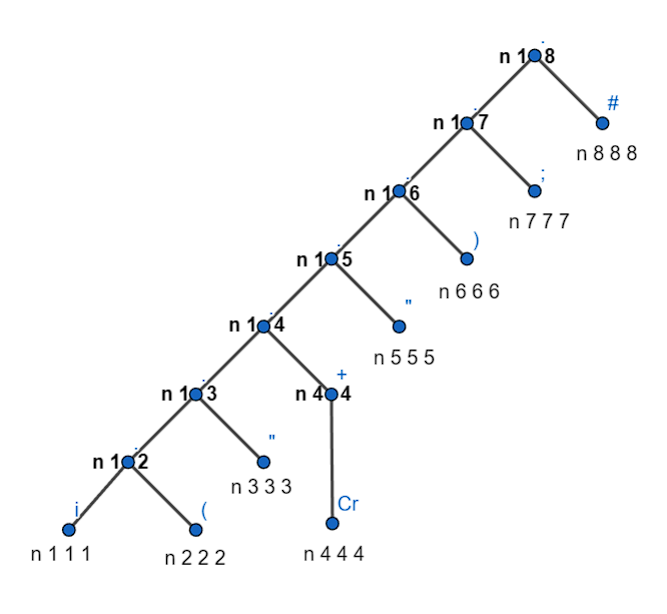 .
n 1 8
#
.
n 1 7
n 8 8 8
;
.
n 1 6
n 7 7 7
)
.
n 1 5
n 6 6 6
"
.
n 1 4
n 5 5 5
+
.
n 1 3
n 4 4
"
.
n 1 2
n 3 3 3
Cr
i
(
n 1 1 1
n 2 2 2
n 4 4 4